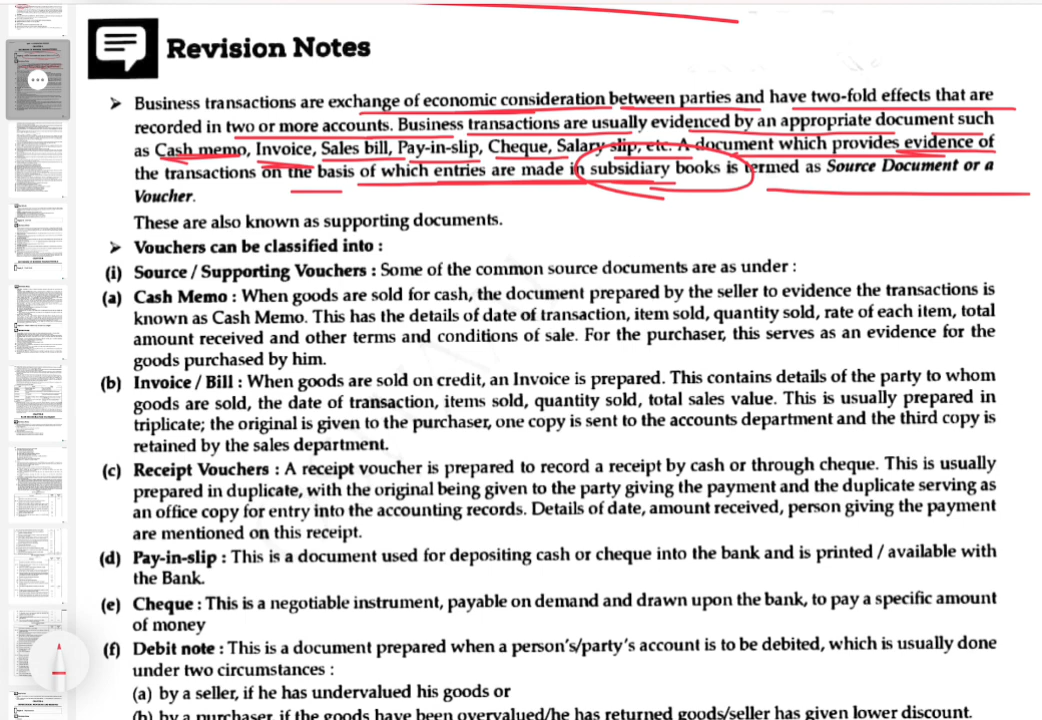 Revision Notes
➤ Business transactions are exchange of economic consideration between parties and have two-fold effects that are
recorded in two or more accounts. Business transactions are usually evidenced by an appropriate document such
as Cash memo, Invoice, Sales bill, Pay-in-slip, Cheque, Salary slip, etc. A document which provides evidence of
the transactions on the basis of which entries are made in subsidiary books is termed as Source Document or a
Voucher.
These are also known as supporting documents.
➤ Vouchers can be classified into :
(i) Source / Supporting Vouchers : Some of the common source documents are as under :
(a) Cash Memo : When goods are sold for cash, the document prepared by the seller to evidence the transactions is
known as Cash Memo. This has the details of date of transaction, item sold, quantity sold, rate of each item, total
amount received and other terms and conditions of sale. For the purchaser, this serves as an evidence for the
goods purchased by him.
(b) Invoice / Bill : When goods are sold on credit, an Invoice is prepared. This contains details of the party to whom
goods are sold, the date of transaction, items sold, quantity sold, total sales value. This is usually prepared in
triplicate; the original is given to the purchaser, one copy is sent to the accounts department and the third copy is
retained by the sales department.
(c) Receipt Vouchers : A receipt voucher is prepared to record a receipt by cash or through cheque. This is usually
prepared in duplicate, with the original being given to the party giving the payment and the duplicate serving as
an office copy for entry into the accounting records. Details of date, amount received, person giving the payment
are mentioned on this receipt.
(d) Pay-in-slip : This is a document used for depositing cash or cheque into the bank and is printed / available with
the Bank.
(e) Cheque : This is a negotiable instrument, payable on demand and drawn upon the bank, to pay a specific amount
of money
(f) Debit note : This is a document prepared when a person's/party's account is to be debited, which is usually done
under two circumstances :
(a) by a seller, if he has undervalued his goods or
(b) by a purchaser, if the goods have been overvalued/he has returned goods/seller has given lower discount.